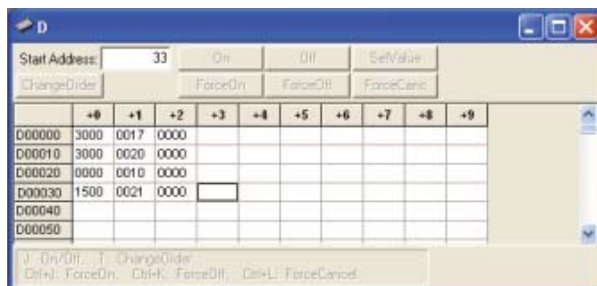 D
Start Address: 33 On Off SetValue
ChangeOrder ForceOn ForceOff ForceCanc
+0 +1 +2 +3 +4 +5 +6 +7 +8 +9
D00000 3000 0017 0000
D00010 3000 0020 0000
D00020 0000 0010 0000
D00030 1500 0021 0000
D00040
D00050
J: On/Off, T: ChangeOrder
Ctrl+J: ForceOn, Ctrl+K: ForceOff, Ctrl+L: ForceCancel